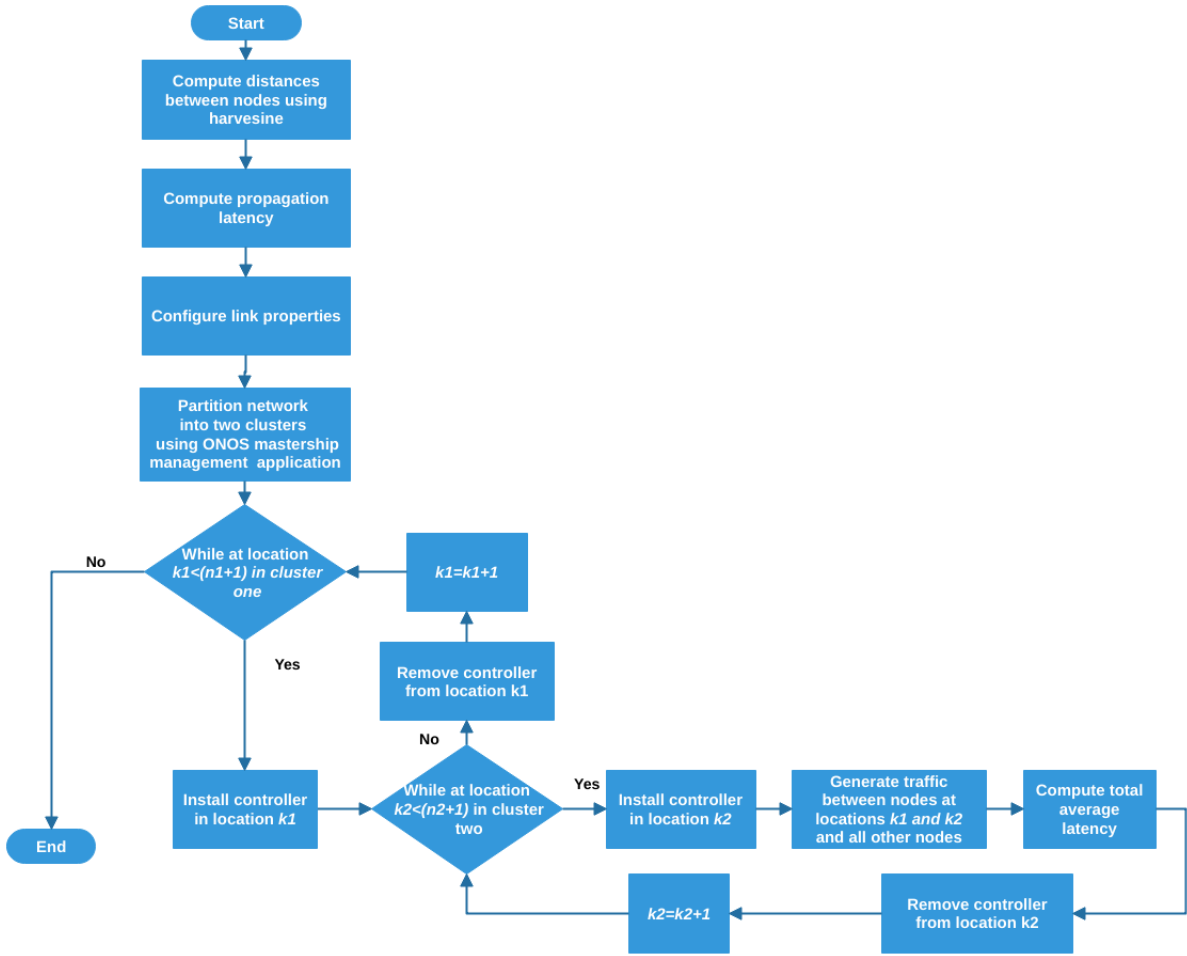 Start
Compute distances
between nodes using
harvesine
Compute propagation
latency
Configure link properties
Partition network
into two clusters
using ONOS mastership
management application
While at location
k1<(n1+1) in cluster
one
No
Yes
k1=k1+1
Remove controller
from location k1
No
Install controller
in location k1
While at location
k2<(n2+1) in cluster
two
Yes
Install controller
in location k2
Generate traffic
between nodes at
locations k1 and k2
and all other nodes
Compute total
average
latency
End
k2=k2+1
Remove controller
from location k2